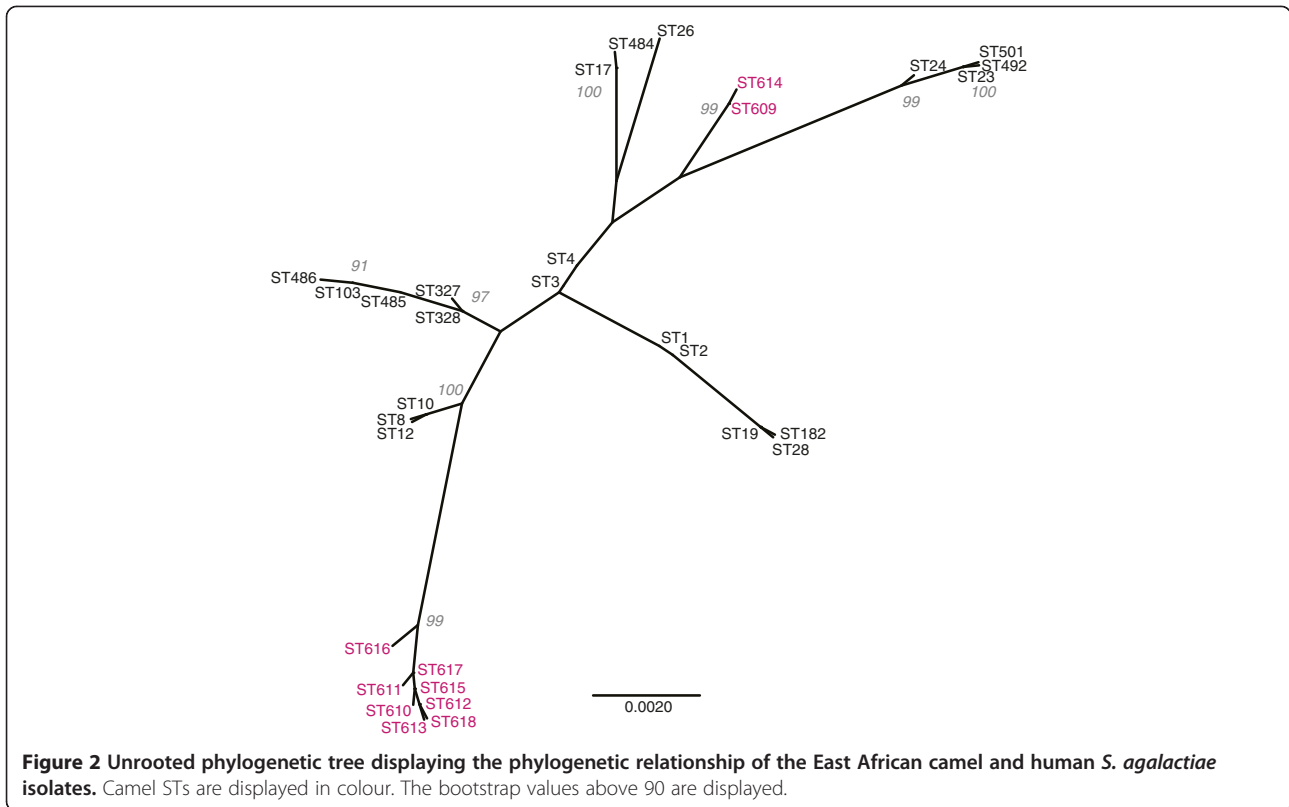 ST26
ST484
ST501
ST24
ST492
ST17
ST23
ST614
100
99
100
99
ST609
ST4
91
ST486
ST3
ST327
97
ST103
ST485
ST328
ST1
ST2
100
ST10
ST8
ST12
ST19
ST182
ST28
99
ST616
ST617
ST611
ST615
ST612
ST610
ST618
ST613
0.0020
Figure 2 Unrooted phylogenetic tree displaying the phylogenetic relationship of the East African camel and human S. agalactiae
isolates. Camel STs are displayed in colour. The bootstrap values above 90 are displayed.